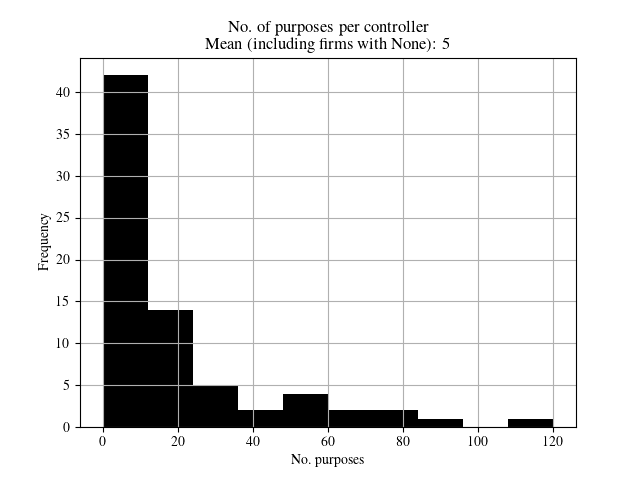 No. of purposes per controller
Mean (including firms with None): 5
Frequency
40
35
30
25
20
15
10
5
0
0 20 40 60 80 100 120
No. purposes